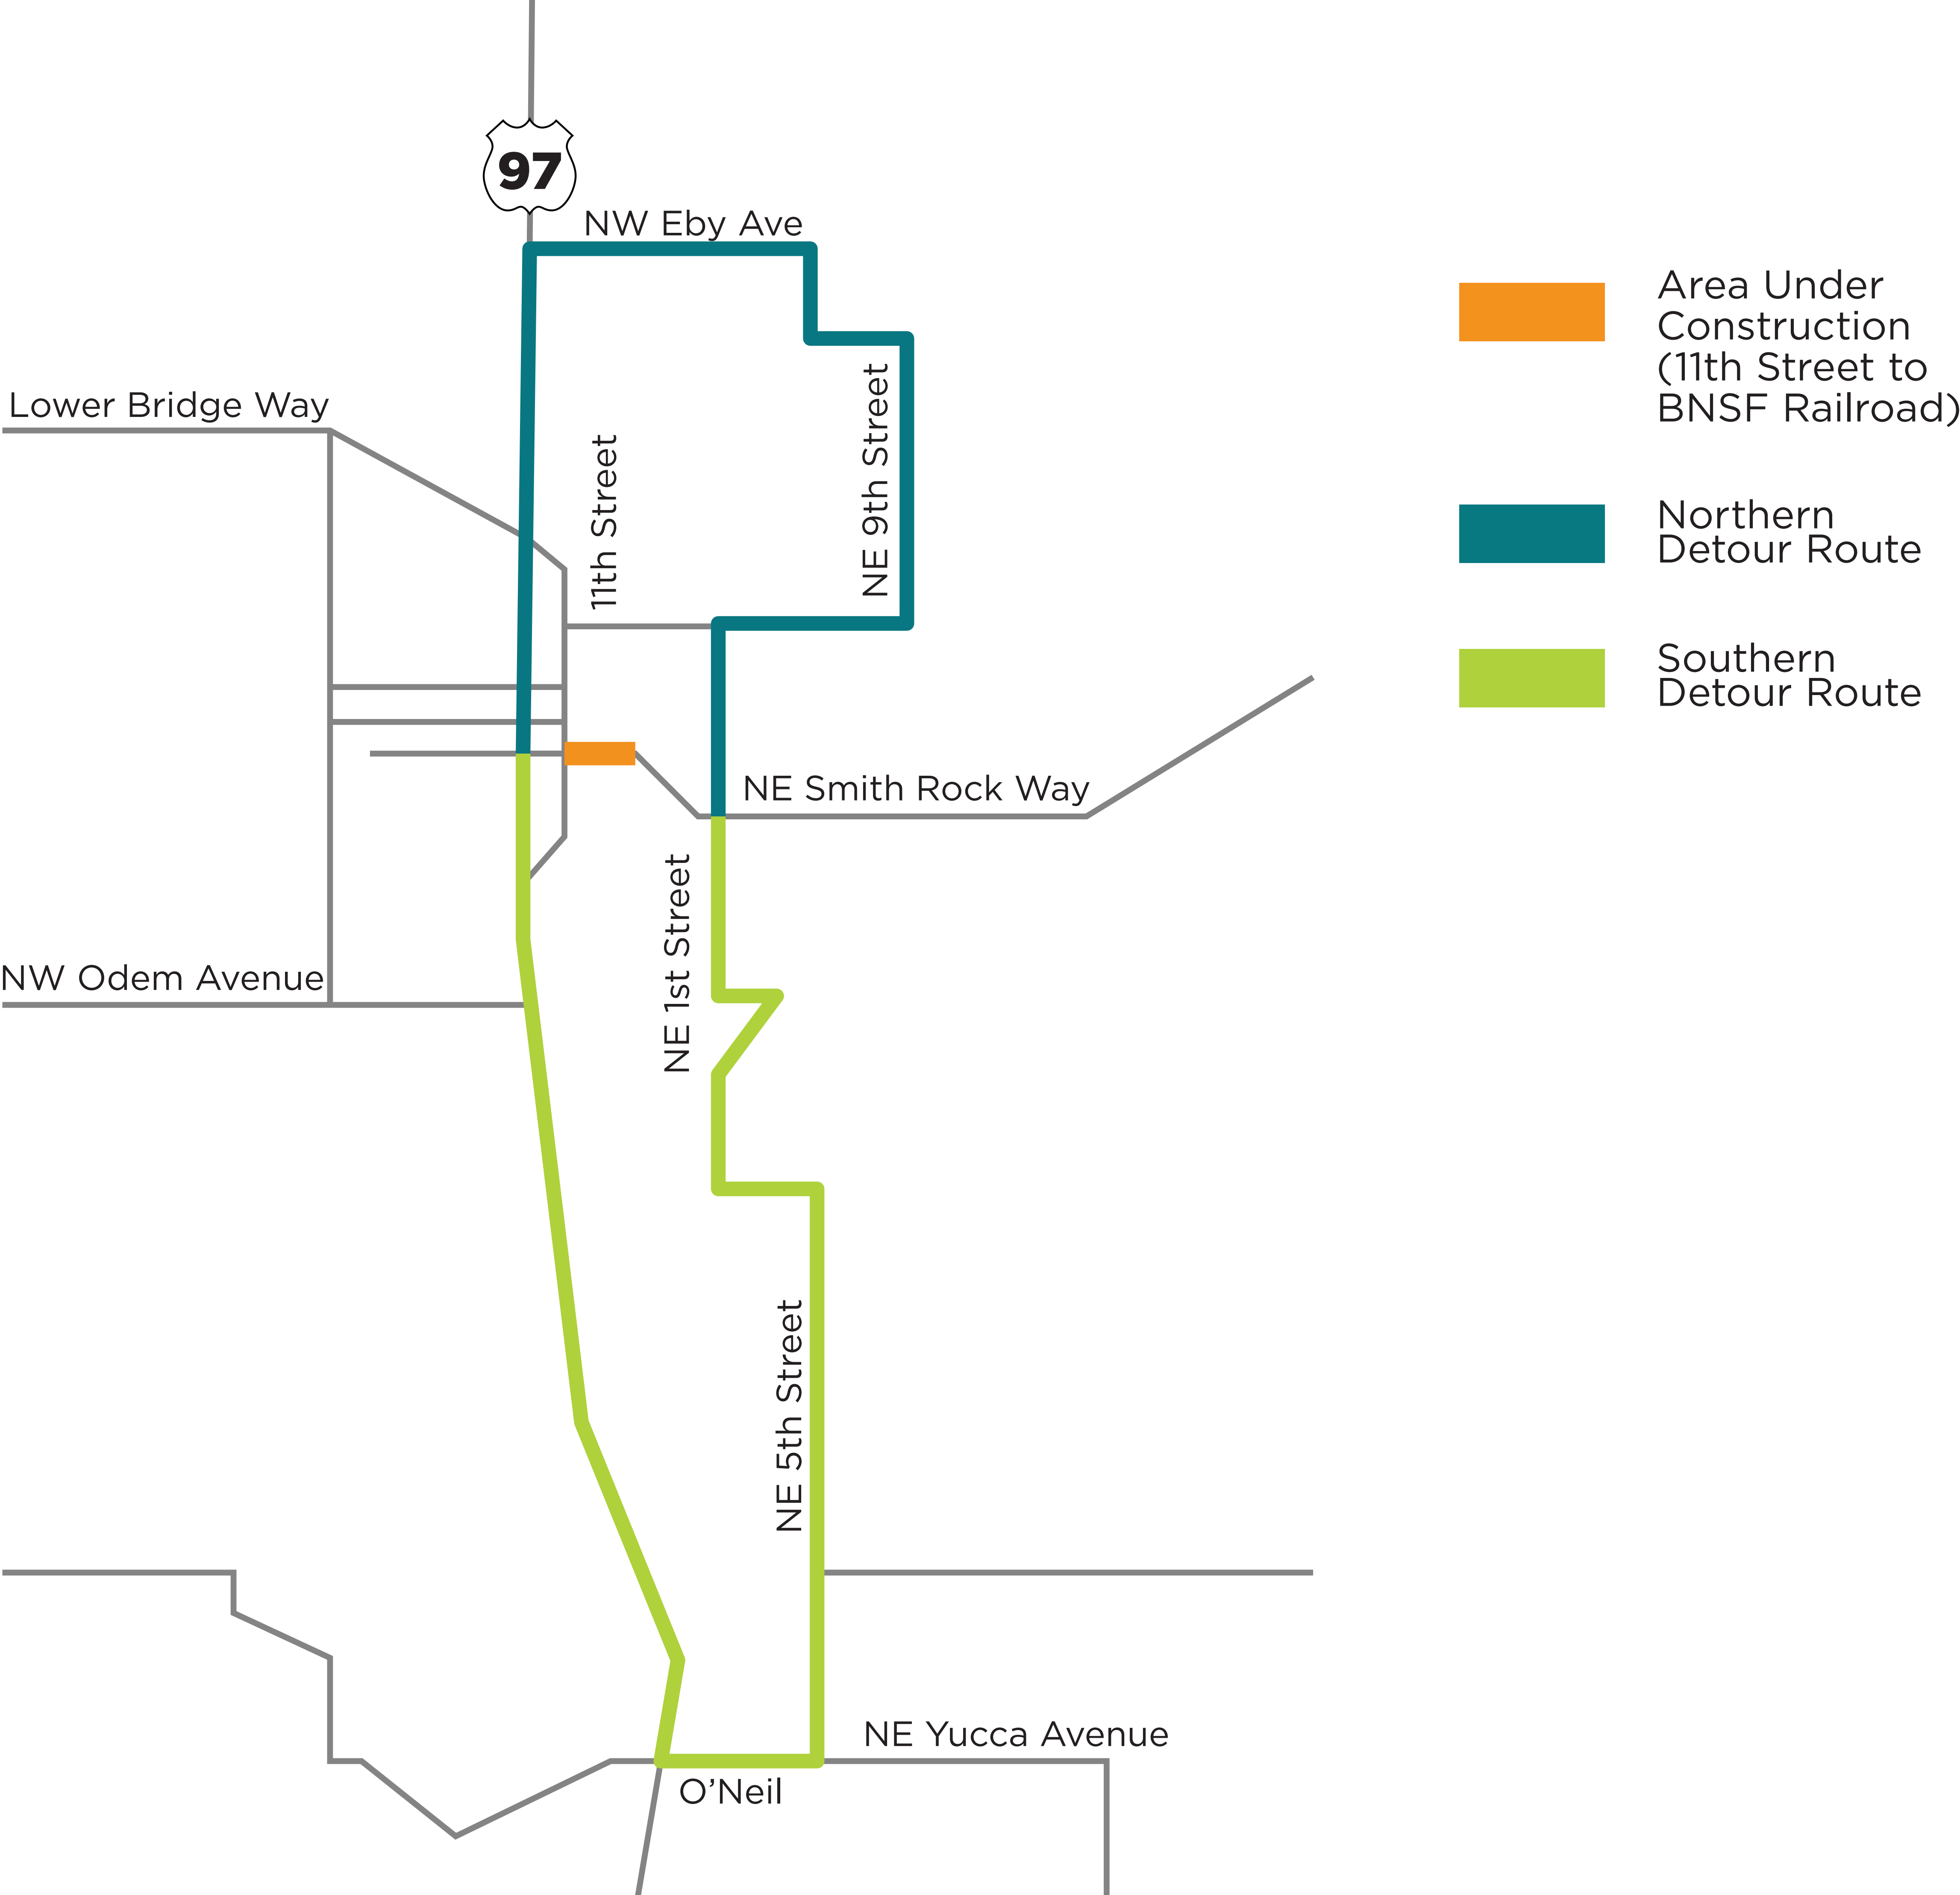 97
NW Eby Ave
Area Under
Construction
(11th Street to
BNSF Railroad)
Lower Bridge Way
11th Street
NE 9th Street
Northern
Detour Route
Southern
Detour Route
NE Smith Rock Way
NE 1st Street
NW Odem Avenue
NE 5th Street
NE Yucca Avenue
O’Neil